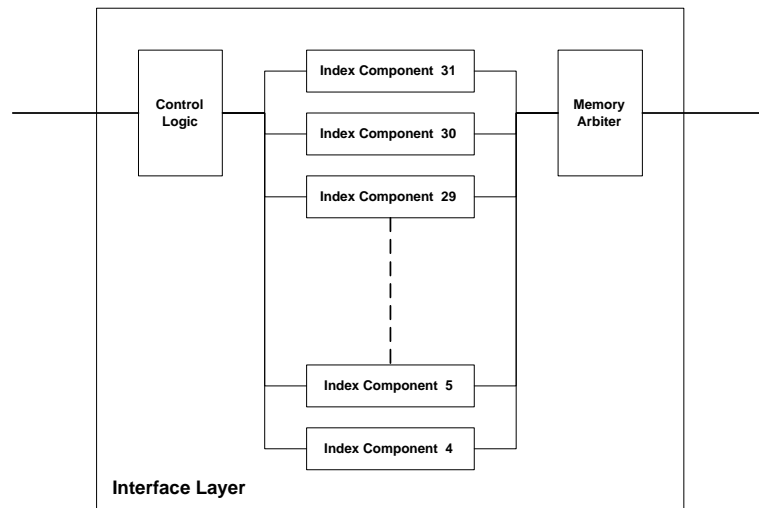 Index Component 31
Control
Logic
Memory
Arbiter
Index Component 30
Index Component 29
Index Component 5
Index Component 4
Interface Layer